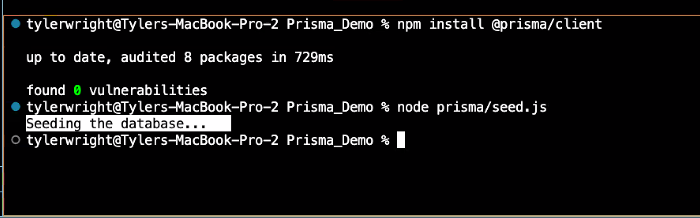 tylerwright@Tylers-MacBook-Pro-2 Prisma_Demo % npm install @prisma/client
up to date, audited 8 packages in 729ms
found 0 vulnerabilities
tylerwright@Tylers-MacBook-Pro-2 Prisma_Demo % node prisma/seed.js
Seeding the database...
tylerwright@Tylers-MacBook-Pro-2 Prisma_Demo %